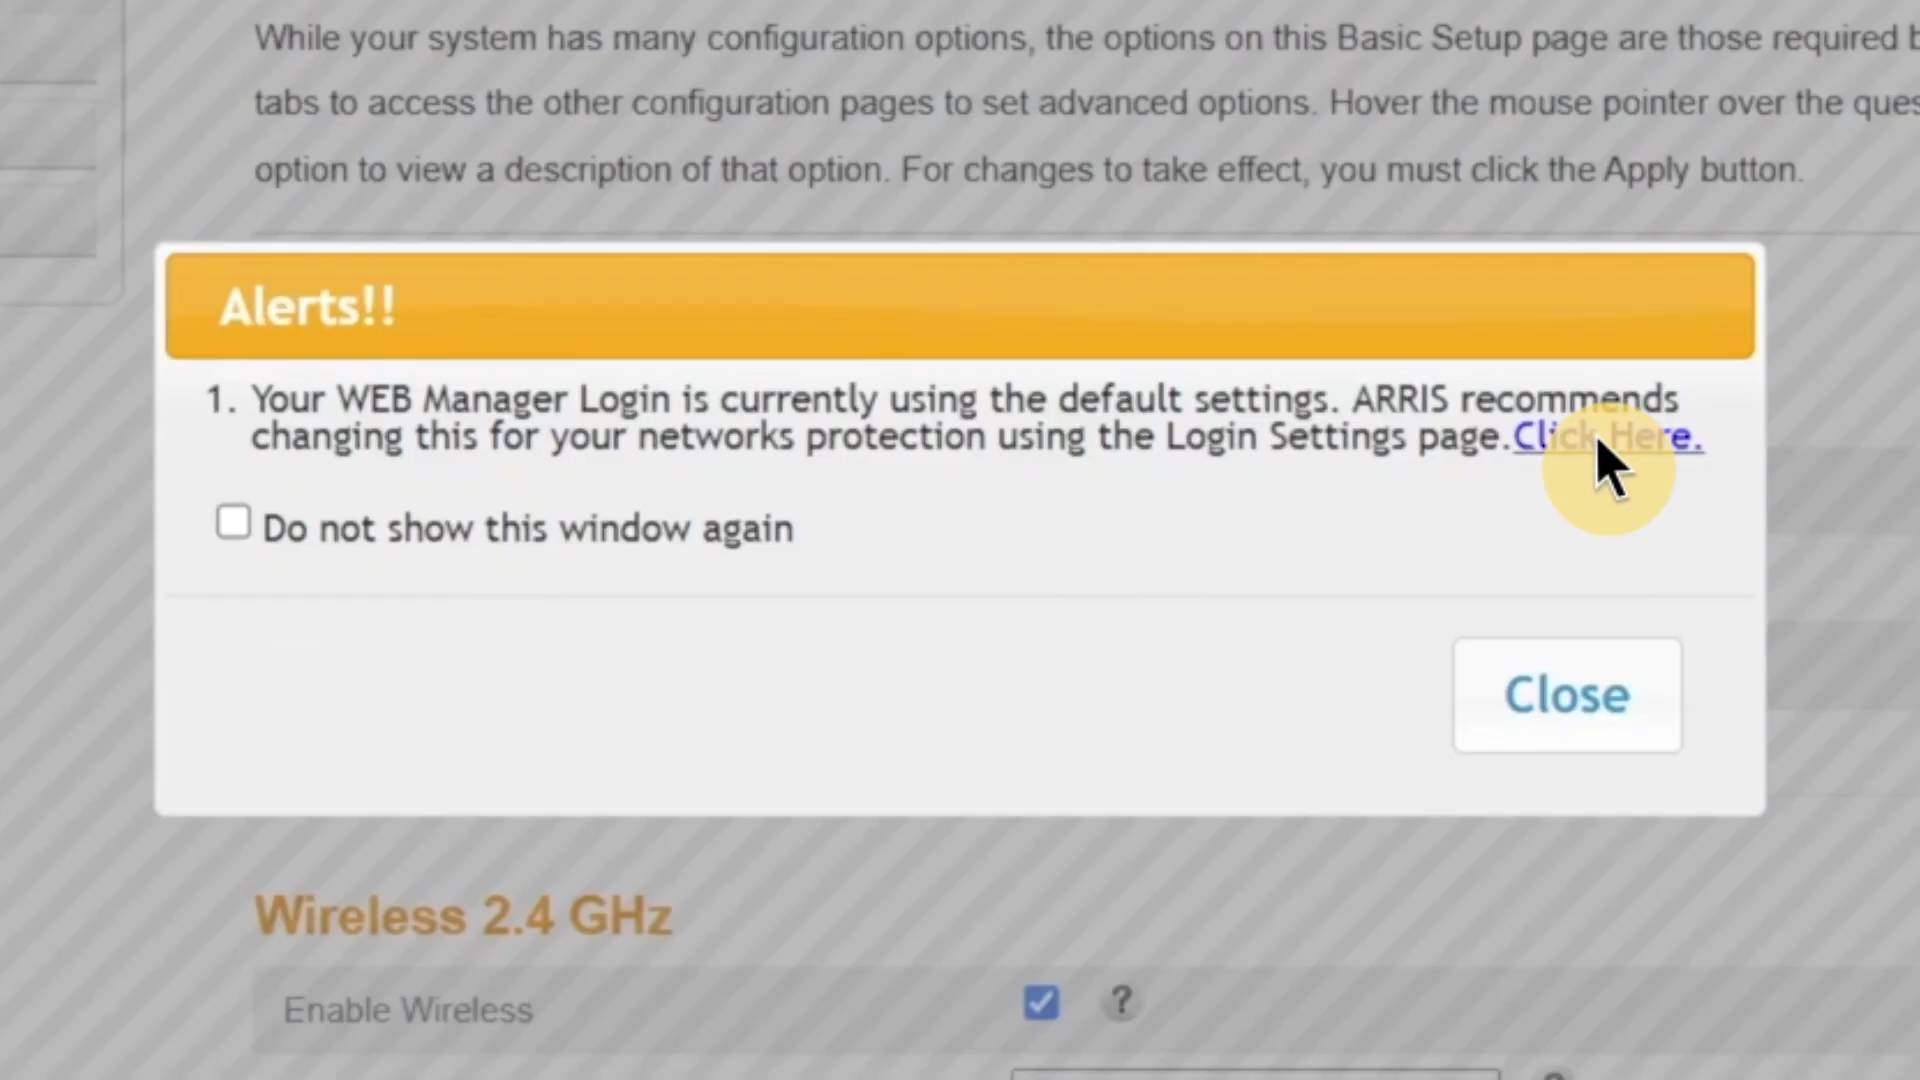 While your system has many configuration options, the options on this Basic Setup page are those required
tabs to access the other configuration pages to set advanced options. Hover the mouse pointer over the
option to view a description of that option. For changes to take effect, you must click the Apply button.
Alerts!!
1. Your WEB Manager Login is currently using the default settings. ARRIS recommends
changing this for your networks protection using the Login Settings page.Click Here.
Do not show this window again
Close
Wireless 2.4 GHz
Enable Wireless ?